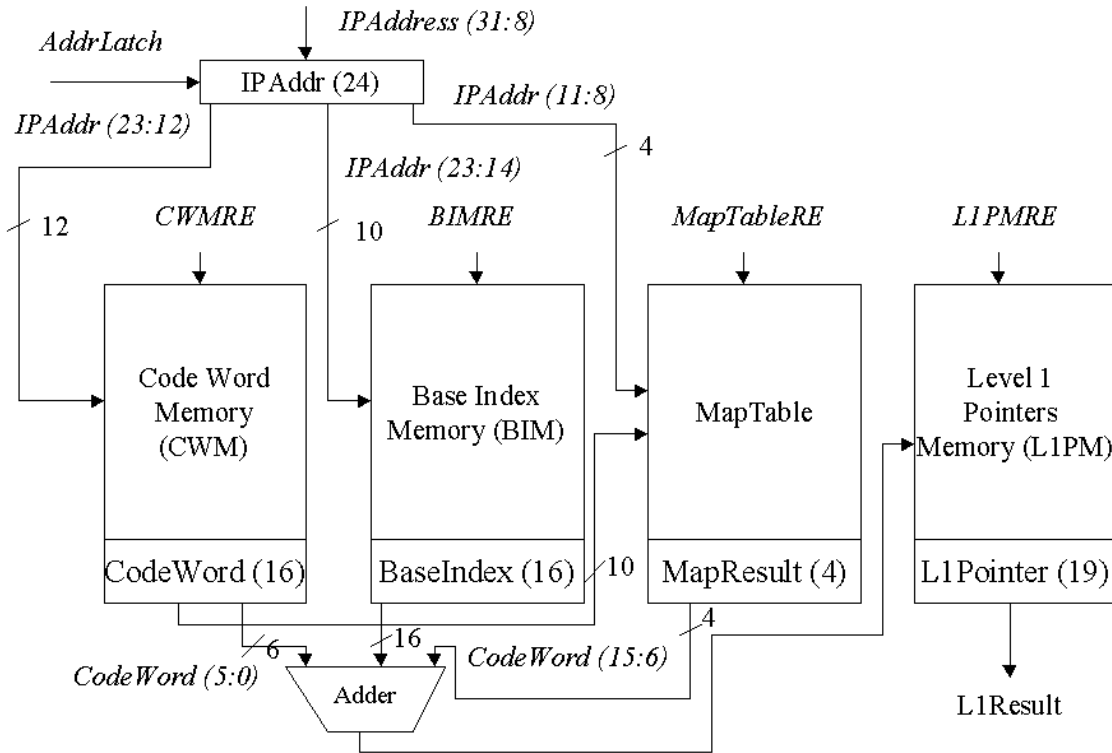 IPAddress (31:8)
AddrLatch
IPAddr (24)
IPAddr (11:8)
IPAddr (23:12)
4
IPAddr (23:14)
12
CWMRE
10
BIMRE
MapTableRE
L1PMRE
Code Word
Memory
(CWM)
Base Index
Memory (BIM)
MapTable
Level 1
Pointers
Memory (L1PM)
CodeWord (16)
BaseIndex (16)
10
MapResult (4)
L1Pointer (19)
6
16
4
CodeWord (5:0)
CodeWord (15:6)
Adder
L1Result